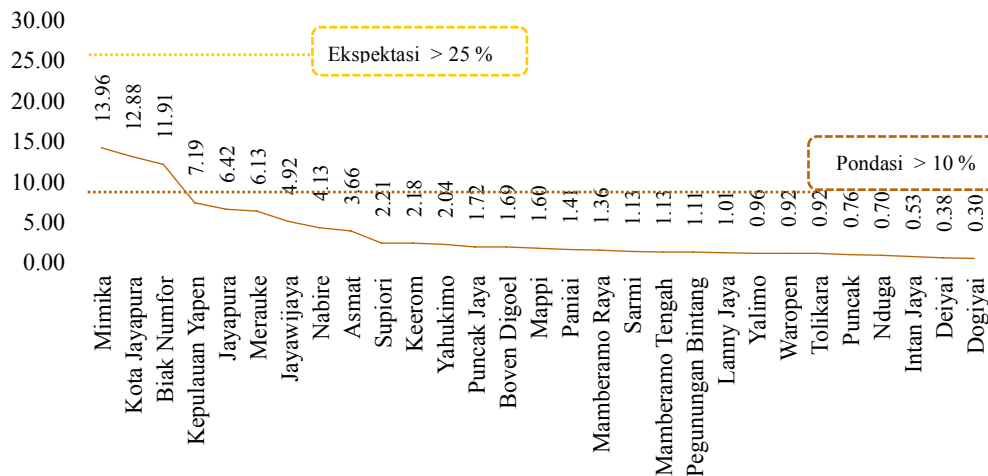 30.00
25.00
20.00
15.00
10.00
5.00
0.00
Ekspektasi > 25 %
Pondasi > 10 %
13.96
12.88
11.91
7.19
6.42
6.13
4.92
4.13
3.66
2.21
2.18
2.04
1.72
1.69
1.60
1.41
1.36
1.13
1.13
1.11
1.01
0.96
0.92
0.92
0.76
0.70
0.53
0.38
0.30
Mimika
Kota Jayapura
Biak Numfor
Kepulauan Yapen
Jayapura
Merauke
Jayawijaya
Nabire
Asmat
Supiori
Keerom
Yahukimo
Puncak Jaya
Boven Digoel
Mappi
Paniai
Mamberamo Raya
Sarmi
Mamberamo Tengah
Pegunungan Bintang
Lanny Jaya
Yalimo
Waropen
Tolikara
Puncak
Nduga
Intan Jaya
Deiyai
Dogiyai